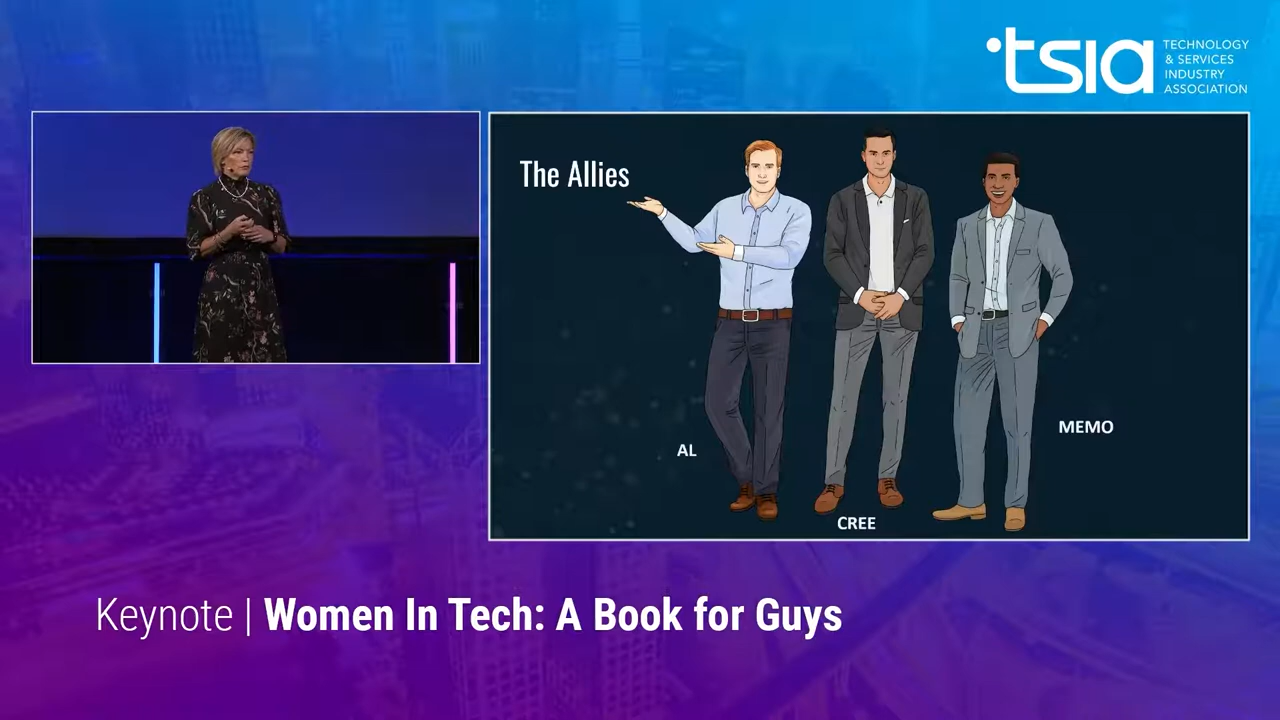 tsia
TECHNOLOGY
& SERVICES
INDUSTRY
ASSOCIATION
The Allies
AL
CREE
MEMO
Keynote | Women In Tech: A Book for Guys